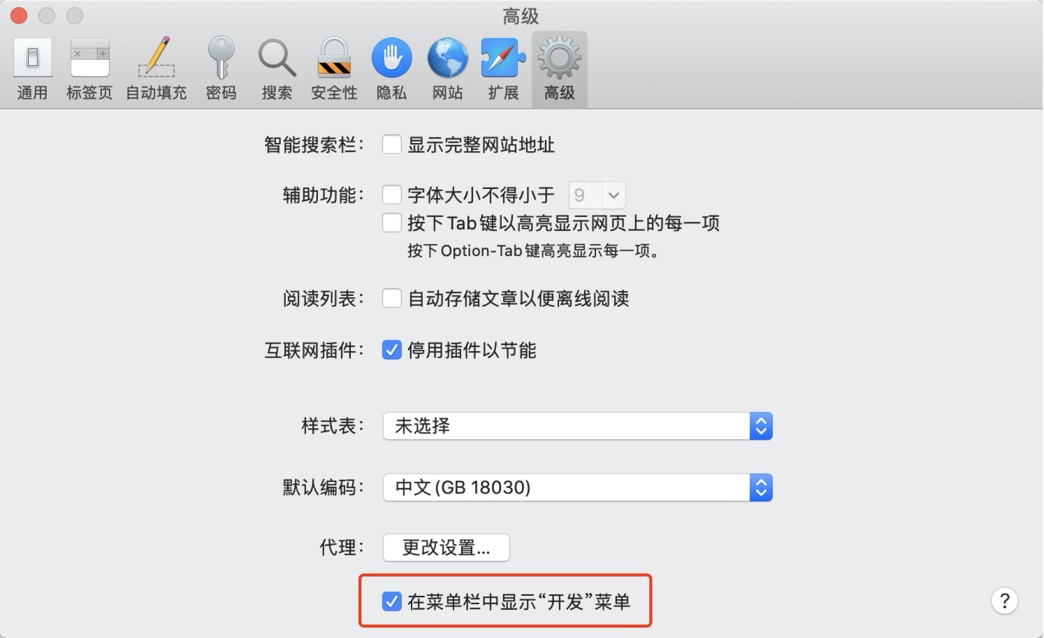 高级
通用 标签页 自动填充 密码 搜索 安全性 隐私 网站 扩展 高级
智能搜索栏： 显示完整网站地址
辅助功能： 字体大小不得小于 9
按下 Tab 键以高亮显示网页上的每一项
按下 Option-Tab 键高亮显示每一项。
阅读列表： 自动存储文章以便离线阅读
互联网插件： 停用插件以节能
样式表： 未选择
默认编码： 中文 (GB 18030)
代理： 更改设置...
在菜单栏中显示“开发”菜单
?